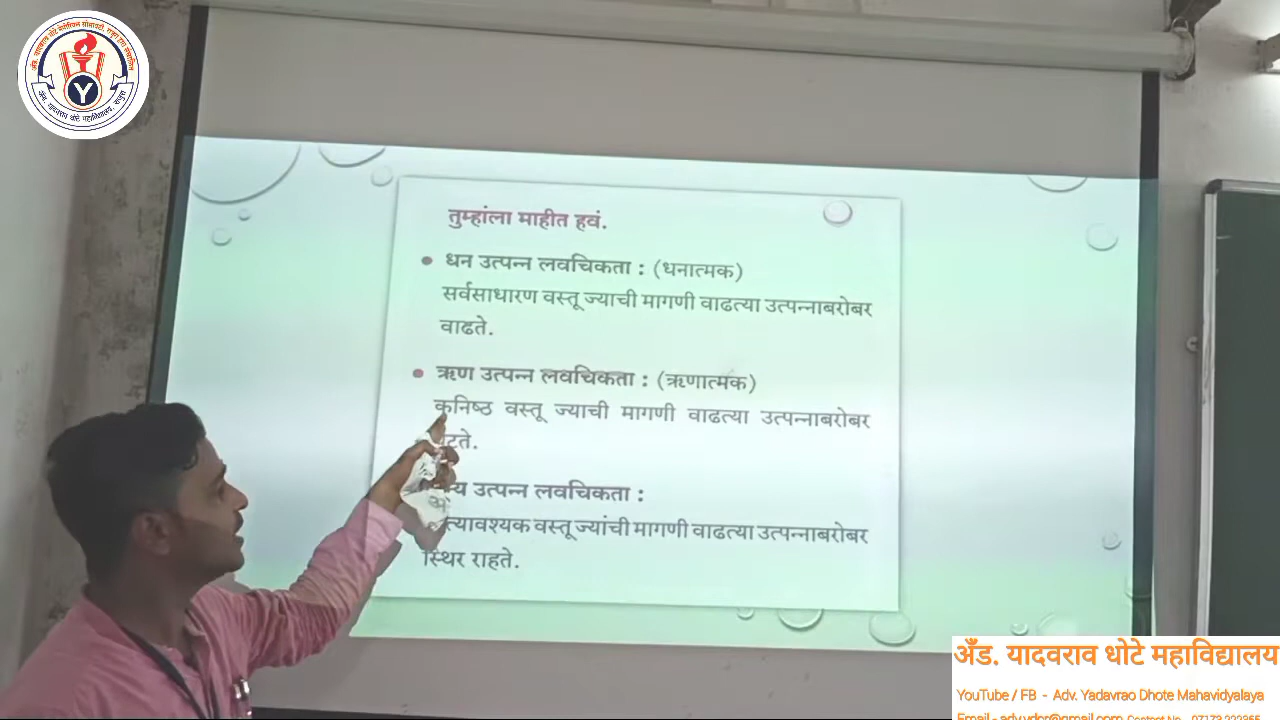 तुम्हांला माहीत हवं.
धन उत्पन्न लवचिकता : (धनात्मक)
सर्वसाधारण वस्तू ज्याची मागणी वाढत्या उत्पन्नाबरोबर
वाढते.
ऋण उत्पन्न लवचिकता : (ऋणात्मक)
कनिष्ठ वस्तू ज्याची मागणी वाढत्या उत्पन्नाबरोबर
उत्पन्न लवचिकता :
वस्तू ज्यांची मागणी वाढत्या उत्पन्नाबरोबर
स्थिर राहते.
Y
अँड. यादवराव धोटे महाविद्यालय
YouTube / FB - Adv. Yadavrao Dhote Mahavidyalaya